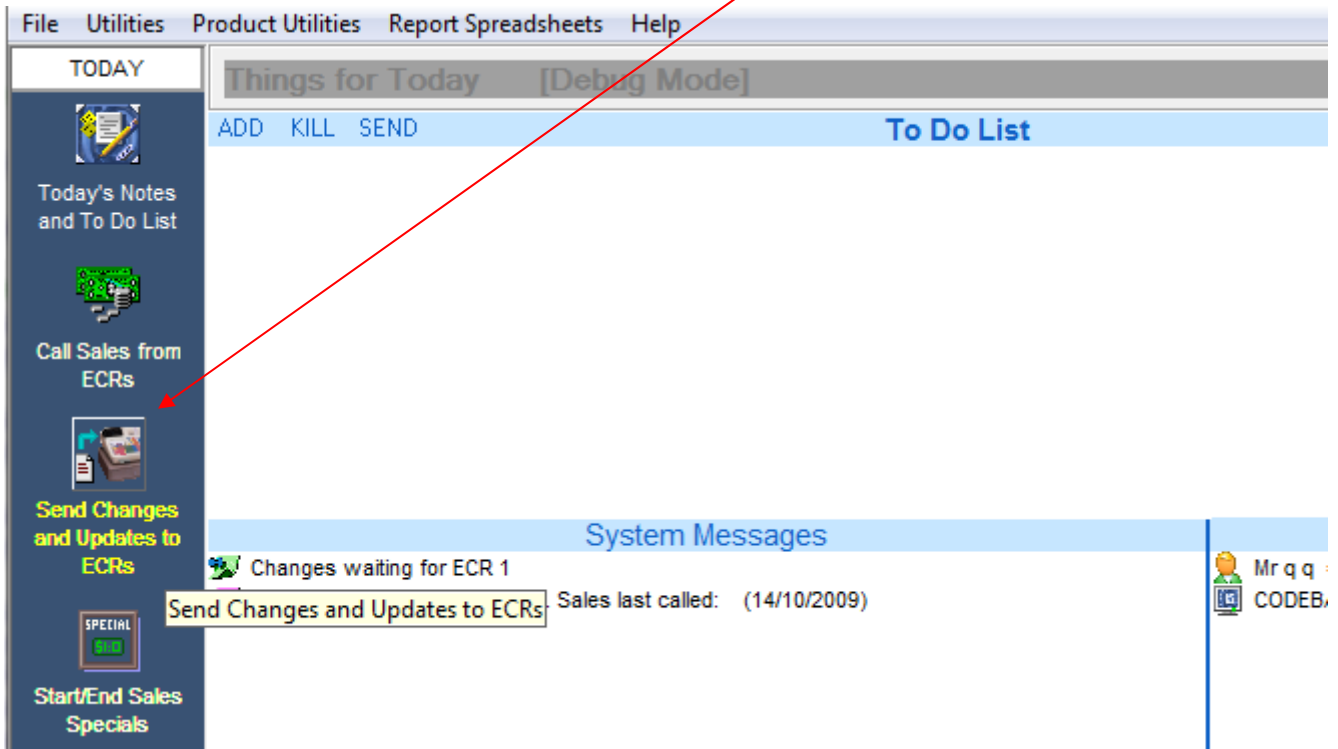 File Utilities Product Utilities Report Spreadsheets Help
TODAY
Things for Today [Debug Mode]
ADD KILL SEND To Do List
Today's Notes
and To Do List
Call Sales from
ECRs
Send Changes
and Updates to
ECRs
System Messages
Changes waiting for ECR 1
Mr q q
Send Changes and Updates to ECRs
Sales last called: (14/10/2009)
SPECIAL
Start/End Sales
Specials